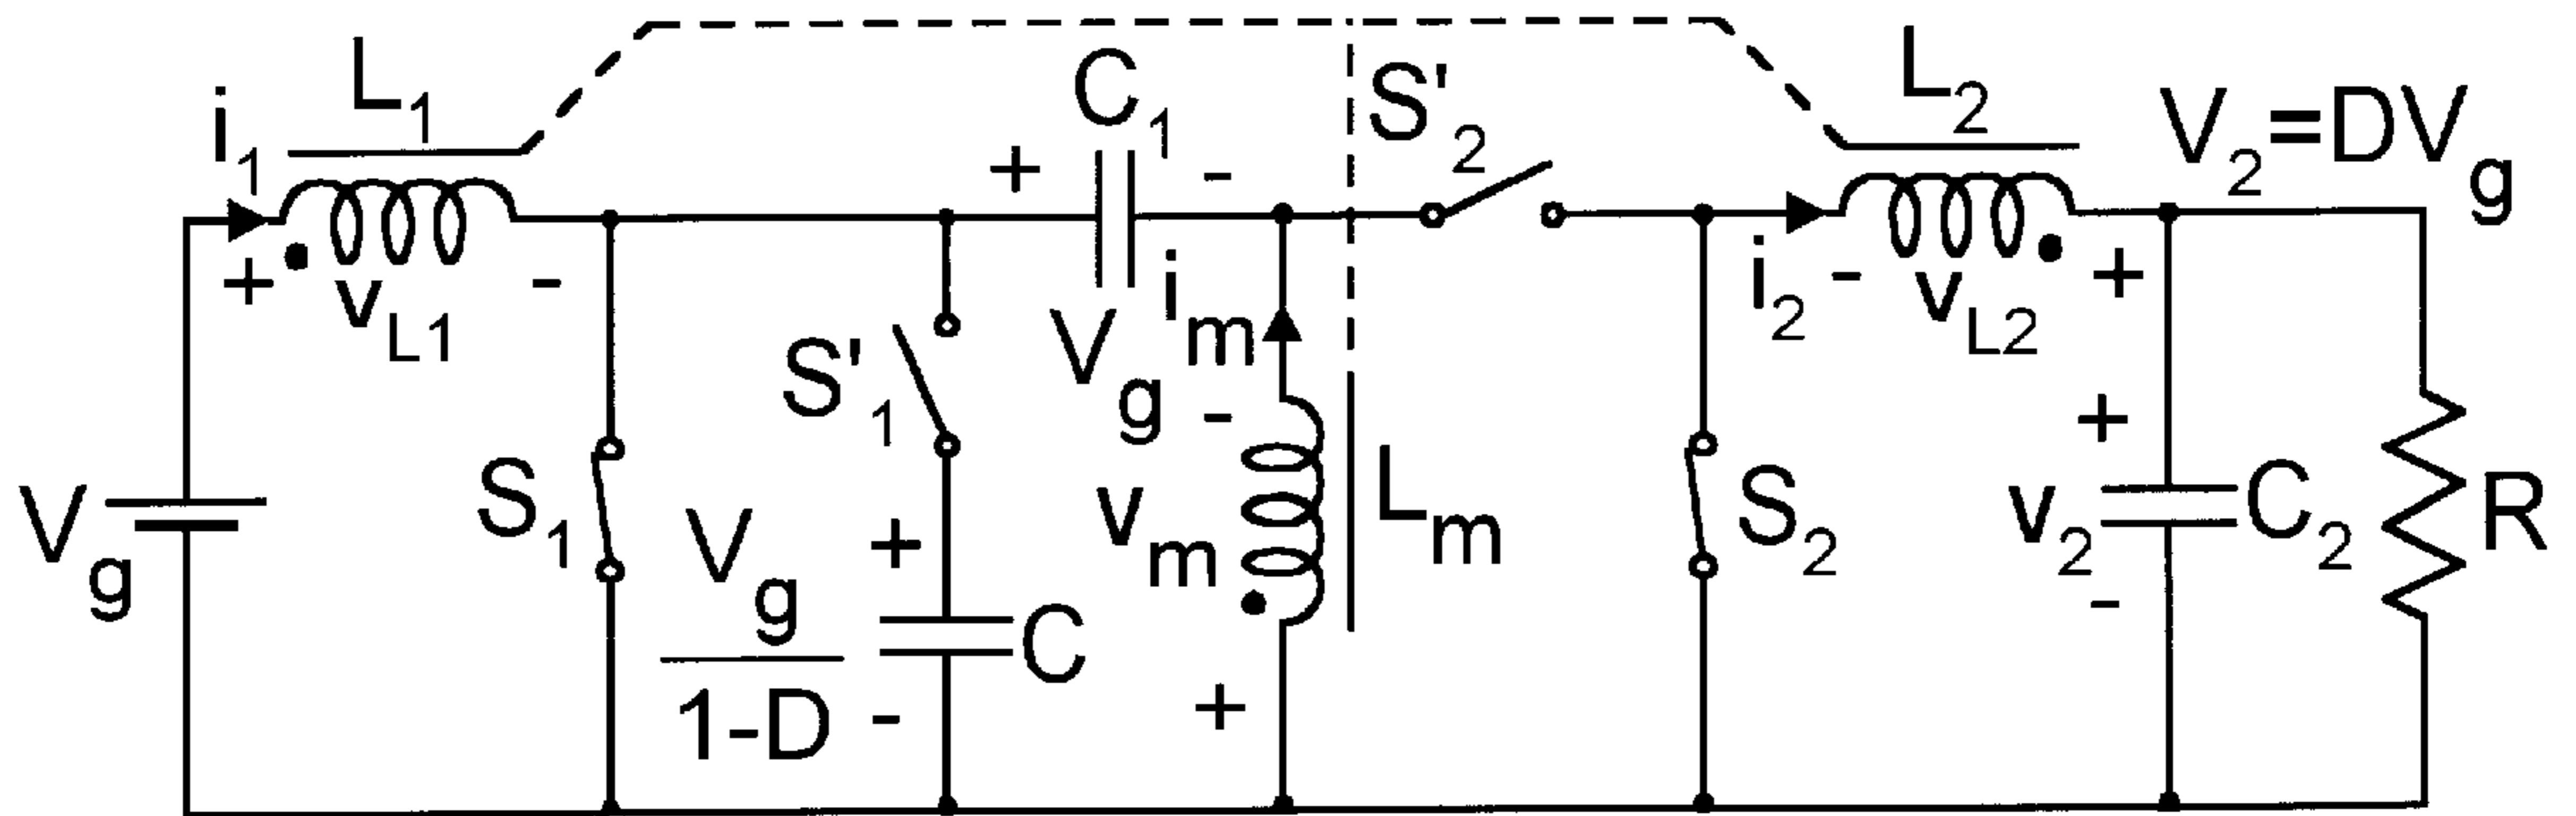 L1
i1
+
vL1
-
Vg
S1
S'1
Vg
1-D
+
-
C
C1
+
-
Vg
im
-
vm
+
Lm
S'2
S2
i2
L2
-
vL2
+
V2=DVg
+
v2
-
C2
R